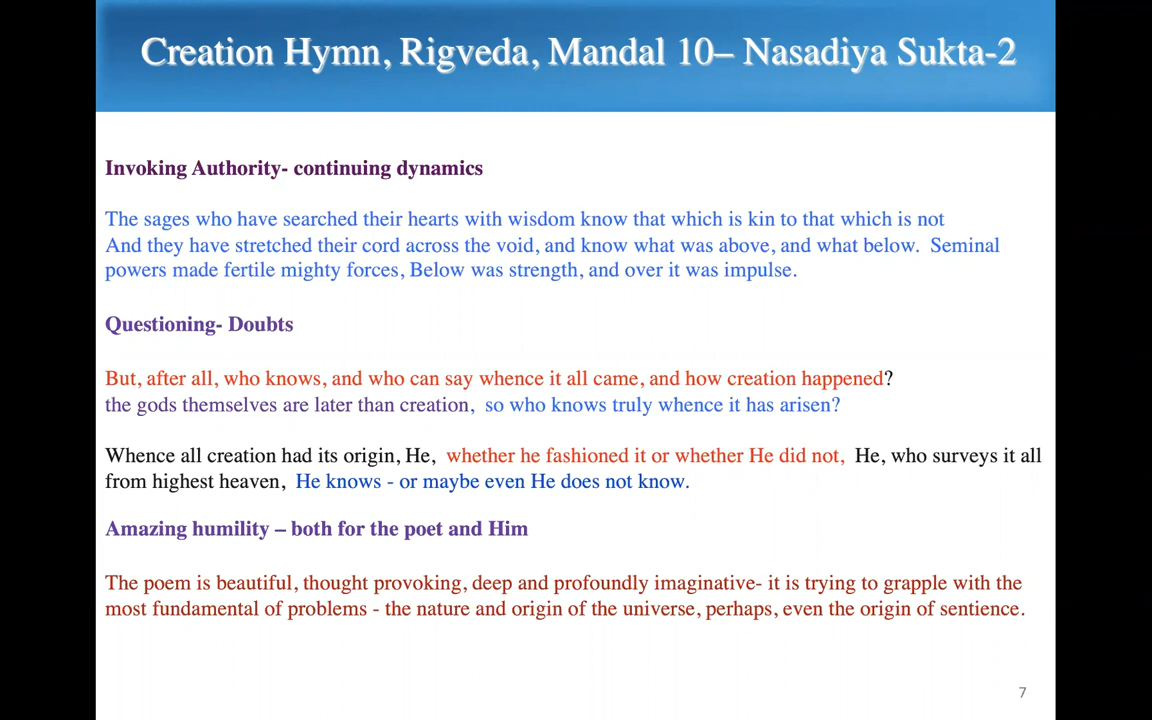 Creation Hymn, Rigveda, Mandal 10– Nasadiya Sukta-2
Invoking Authority- continuing dynamics
The sages who have searched their hearts with wisdom know that which is kin to that which is not
And they have stretched their cord across the void, and know what was above, and what below. Seminal
powers made fertile mighty forces, Below was strength, and over it was impulse.
Questioning- Doubts
But, after all, who knows, and who can say whence it all came, and how creation happened?
the gods themselves are later than creation, so who knows truly whence it has arisen?
Whence all creation had its origin, He, whether he fashioned it or whether He did not, He, who surveys it all
from highest heaven, He knows - or maybe even He does not know.
Amazing humility – both for the poet and Him
The poem is beautiful, thought provoking, deep and profoundly imaginative- it is trying to grapple with the
most fundamental of problems - the nature and origin of the universe, perhaps, even the origin of sentience.
7